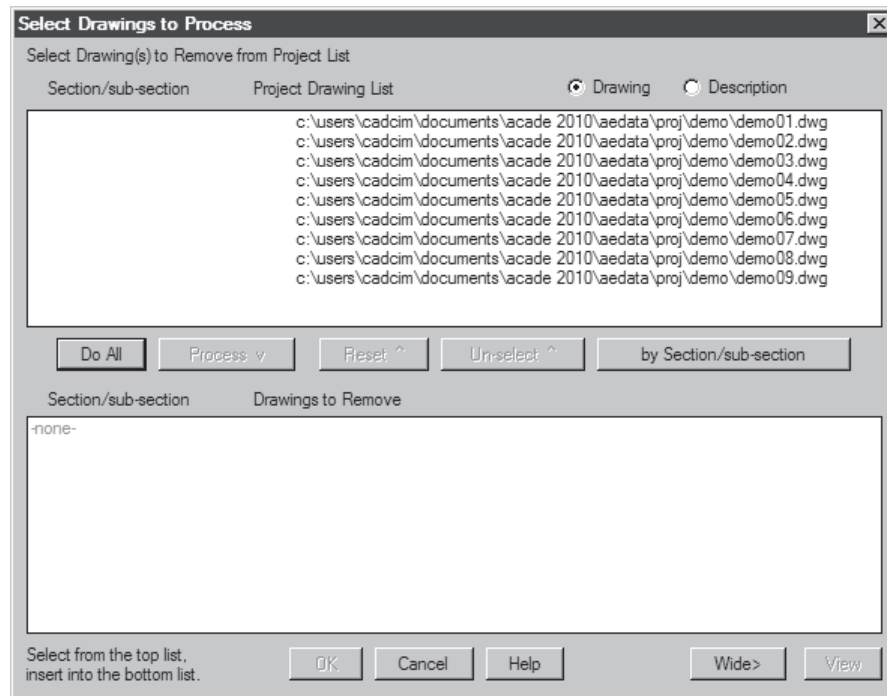 Select Drawings to Process
Select Drawing(s) to Remove from Project List
Section/sub-section Project Drawing List Drawing Description
c:\users\cadcim\documents\acade 2010\aedata\proj\demo\demo01.dwg
c:\users\cadcim\documents\acade 2010\aedata\proj\demo\demo02.dwg
c:\users\cadcim\documents\acade 2010\aedata\proj\demo\demo03.dwg
c:\users\cadcim\documents\acade 2010\aedata\proj\demo\demo04.dwg
c:\users\cadcim\documents\acade 2010\aedata\proj\demo\demo05.dwg
c:\users\cadcim\documents\acade 2010\aedata\proj\demo\demo06.dwg
c:\users\cadcim\documents\acade 2010\aedata\proj\demo\demo07.dwg
c:\users\cadcim\documents\acade 2010\aedata\proj\demo\demo08.dwg
c:\users\cadcim\documents\acade 2010\aedata\proj\demo\demo09.dwg
Do All Process v Reset ^ Un-select ^ by Section/sub-section
Section/sub-section Drawings to Remove
-none-
Select from the top list,
insert into the bottom list.
OK Cancel Help Wide> View